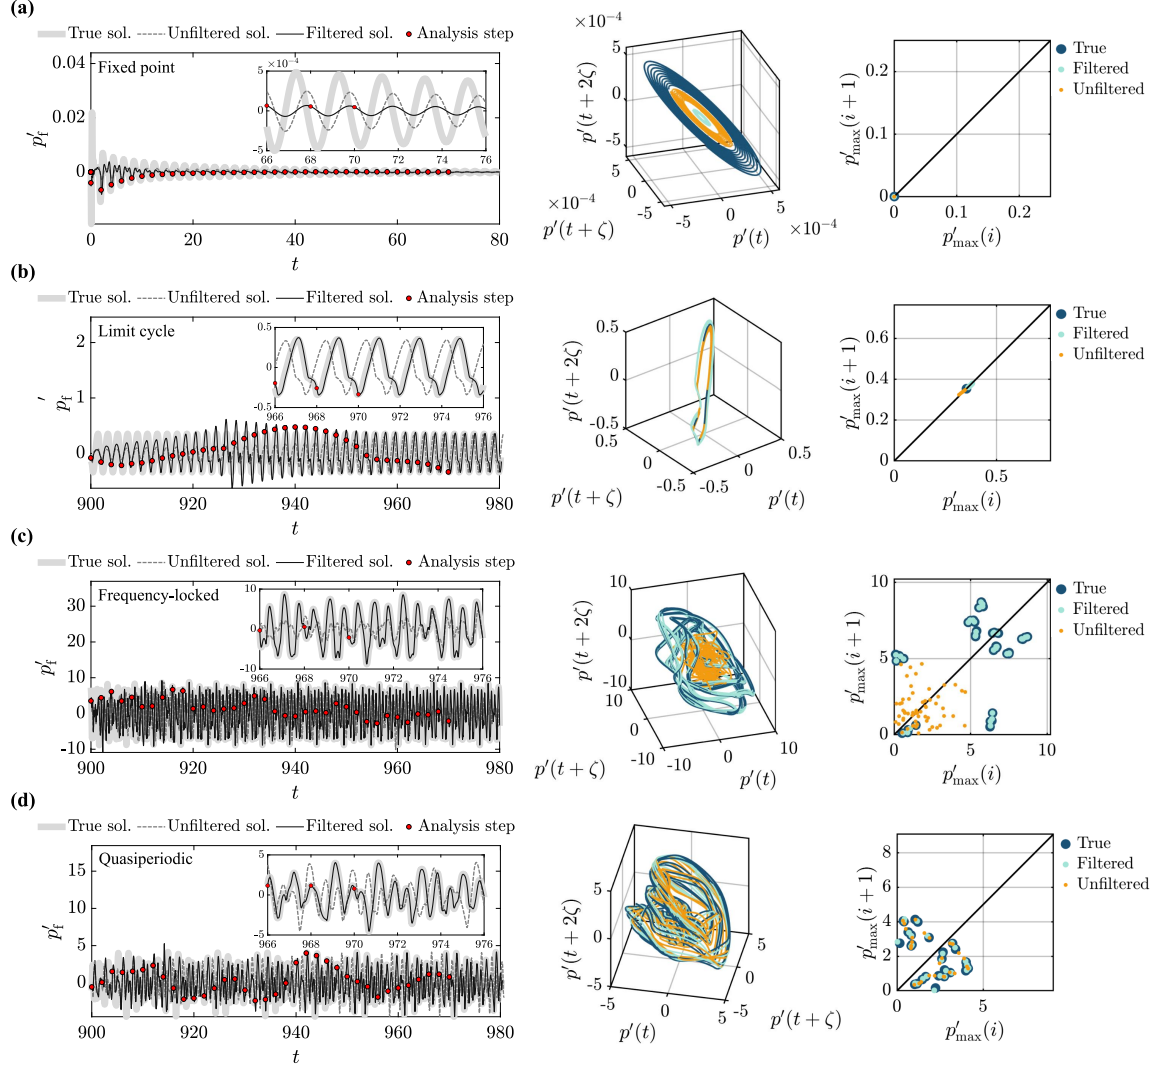 (a)
True sol. Unfiltered sol. Filtered sol. Analysis step
Fixed point
0.04
0.02
0
p′f
0 20 40 60 80
t
×10⁻⁴
5
0
-5
66 68 70 72 74 76
×10⁻⁴
p′(t + 2ζ)
5
0
-5
×10⁻⁴
5
0
-5
p′(t + ζ)
-5 0 5
p′(t)
×10⁻⁴
p′max(i + 1)
0.2
0.1
0
0 0.1 0.2
p′max(i)
True
Filtered
Unfiltered
(b)
True sol. Unfiltered sol. Filtered sol. Analysis step
Limit cycle
2
1
0
p′f
900 920 940 960 980
t
0.5
0
-0.5
966 968 970 972 974 976
p′(t + 2ζ)
0.5
0
-0.5
0.5
0
-0.5
p′(t + ζ)
-0.5 0 0.5
p′(t)
p′max(i + 1)
0.6
0.4
0.2
0
0 0.5
p′max(i)
True
Filtered
Unfiltered
(c)
True sol. Unfiltered sol. Filtered sol. Analysis step
Frequency-locked
30
20
10
0
-10
p′f
900 920 940 960 980
t
10
0
-10
966 968 970 972 974 976
p′(t + 2ζ)
10
0
-10
10
0
-10
p′(t + ζ)
-10 0 10
p′(t)
p′max(i + 1)
10
5
0
0 5 10
p′max(i)
True
Filtered
Unfiltered
(d)
True sol. Unfiltered sol. Filtered sol. Analysis step
Quasiperiodic
15
10
5
0
p′f
900 920 940 960 980
t
5
0
-5
966 968 970 972 974 976
p′(t + 2ζ)
5
0
-5
-5 0 5
p′(t)
-5 0 5
p′(t + ζ)
p′max(i + 1)
8
6
4
2
0
0 5
p′max(i)
True
Filtered
Unfiltered